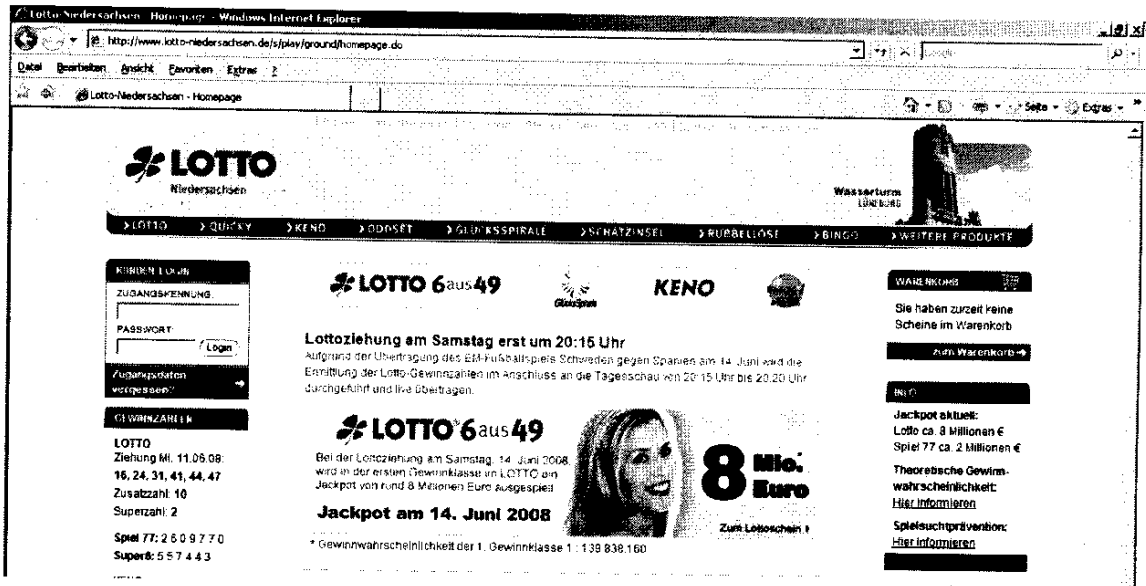 Lotto-Niedersachsen - Homepage - Windows Internet Explorer
http://www.lotto-niedersachsen.de/s/play/ground/homepage.do
Google
Datei Bearbeiten Ansicht Favoriten Extras ?
Lotto-Niedersachsen - Homepage
Seite Extras
LOTTO
Niedersachsen
Wasserturm
LÜNEBURG
LOTTO QUICKY KENO ODDSET GLÜCKSSPIRALE SCHATZINSEL RUBBELLOSE BINGO WEITERE PRODUKTE
KUNDEN LOGIN
ZUGANGSKENNUNG:
PASSWORT:
Login
Zugangsdaten
vergessen?
GEWINNZAHLEN
LOTTO
Ziehung Mi. 11.06.08:
16, 24, 31, 41, 44, 47
Zusatzzahl: 10
Superzahl: 2
Spiel 77: 2 6 0 9 7 7 0
Super6: 5 5 7 4 4 3
LOTTO 6aus49
GlücksSpirale
KENO
Lottoziehung am Samstag erst um 20:15 Uhr
Aufgrund der Übertragung des EM-Fußballspiels Schweden gegen Spanien am 14. Juni wird die
Ermittlung der Lotto-Gewinnzahlen im Anschluss an die Tagesschau von 20:15 Uhr bis 20:20 Uhr
durchgeführt und live übertragen.
LOTTO 6aus49
Bei der Lottoziehung am Samstag, 14. Juni 2008,
wird in der ersten Gewinnklasse im LOTTO ein
Jackpot von rund 8 Millionen Euro ausgespielt
Jackpot am 14. Juni 2008
8 Mio.*
Euro
Zum Lottoschein
* Gewinnwahrscheinlichkeit der 1. Gewinnklasse 1 : 139.838.160
WARENKORB
Sie haben zurzeit keine
Scheine im Warenkorb
zum Warenkorb
INFO
Jackpot aktuell:
Lotto ca. 8 Millionen €
Spiel 77 ca. 2 Millionen €
Theoretische Gewinn-
wahrscheinlichkeit:
Hier informieren
Spielsuchtprävention:
Hier informieren